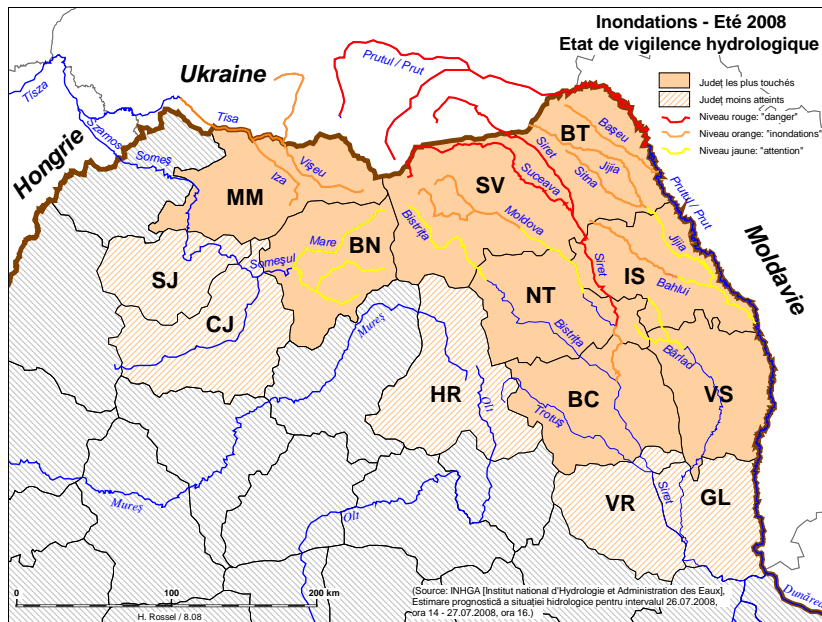 Inondations - Eté 2008
Etat de vigilence hydrologique
Judeţ les plus touchés
Judeţ moins atteints
Niveau rouge: "danger"
Niveau orange: "inondations"
Niveau jaune: "attention"
Ukraine
Hongrie
Moldavie
Prutul / Prut
Tisza
Szamos
Someş
Tisa
Vişeu
Iza
MM
SV
BT
Başeu
Jijia
Sitna
Siret
Suceava
Prutul / Prut
Moldova
Bistriţa
Mare
BN
Someşul
SJ
CJ
Jijia
Siret
IS
Bahlui
NT
Bistriţa
Mureş
Bârlad
HR
Olt
BC
VS
Trotuş
Mureş
Olt
Siret
VR
GL
Dunărea
0 100 200 km
H. Rossel / 8.08
(Source: INHGA [Institut national d'Hydrologie et Administration des Eaux],
Estimare prognostică a situaţiei hidrologice pentru intervalul 26.07.2008,
ora 14 - 27.07.2008, ora 16.)